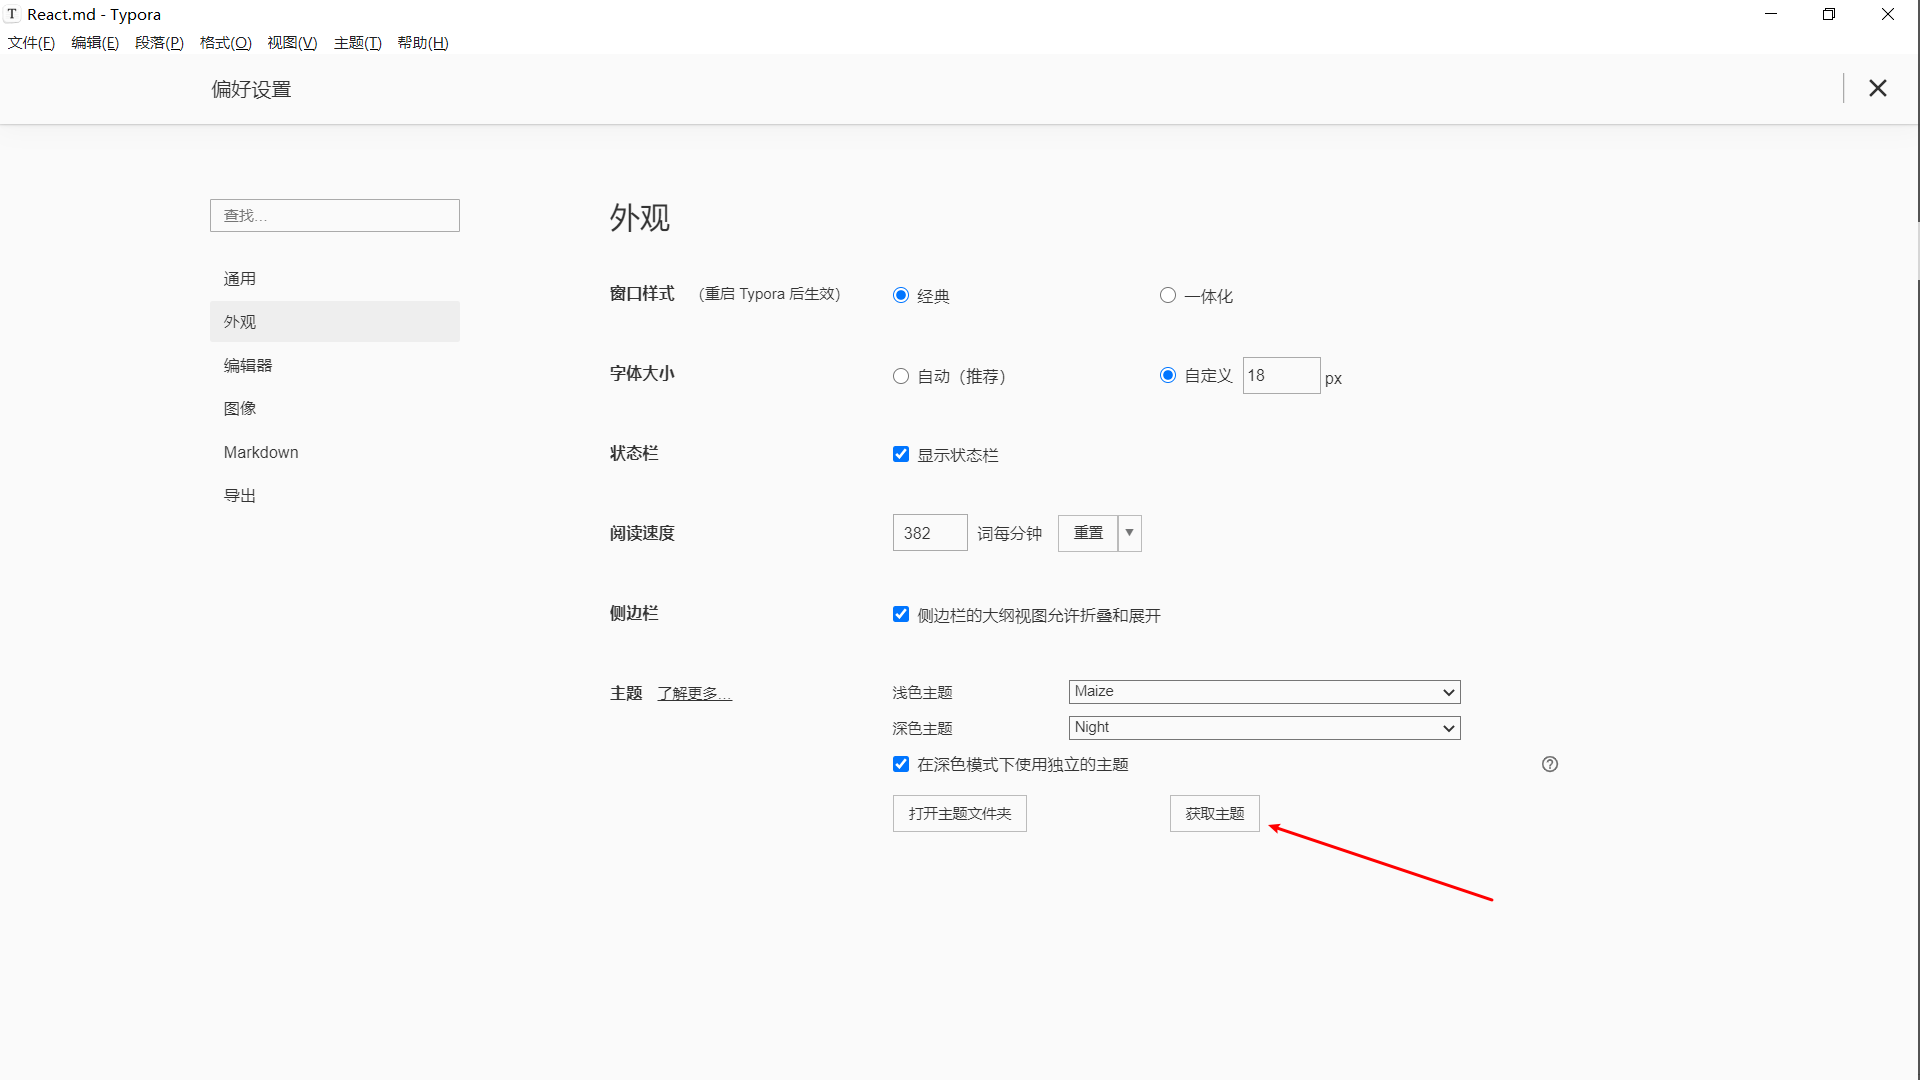 T React.md - Typora
文件(F) 编辑(E) 段落(P) 格式(O) 视图(V) 主题(T) 帮助(H)
偏好设置
查找...
通用
外观
编辑器
图像
Markdown
导出
外观
窗口样式 (重启 Typora 后生效) 经典 一体化
字体大小 自动（推荐） 自定义 18 px
状态栏 显示状态栏
阅读速度 382 词每分钟 重置
侧边栏 侧边栏的大纲视图允许折叠和展开
主题 了解更多... 浅色主题 Maize
深色主题 Night
在深色模式下使用独立的主题
打开主题文件夹 获取主题